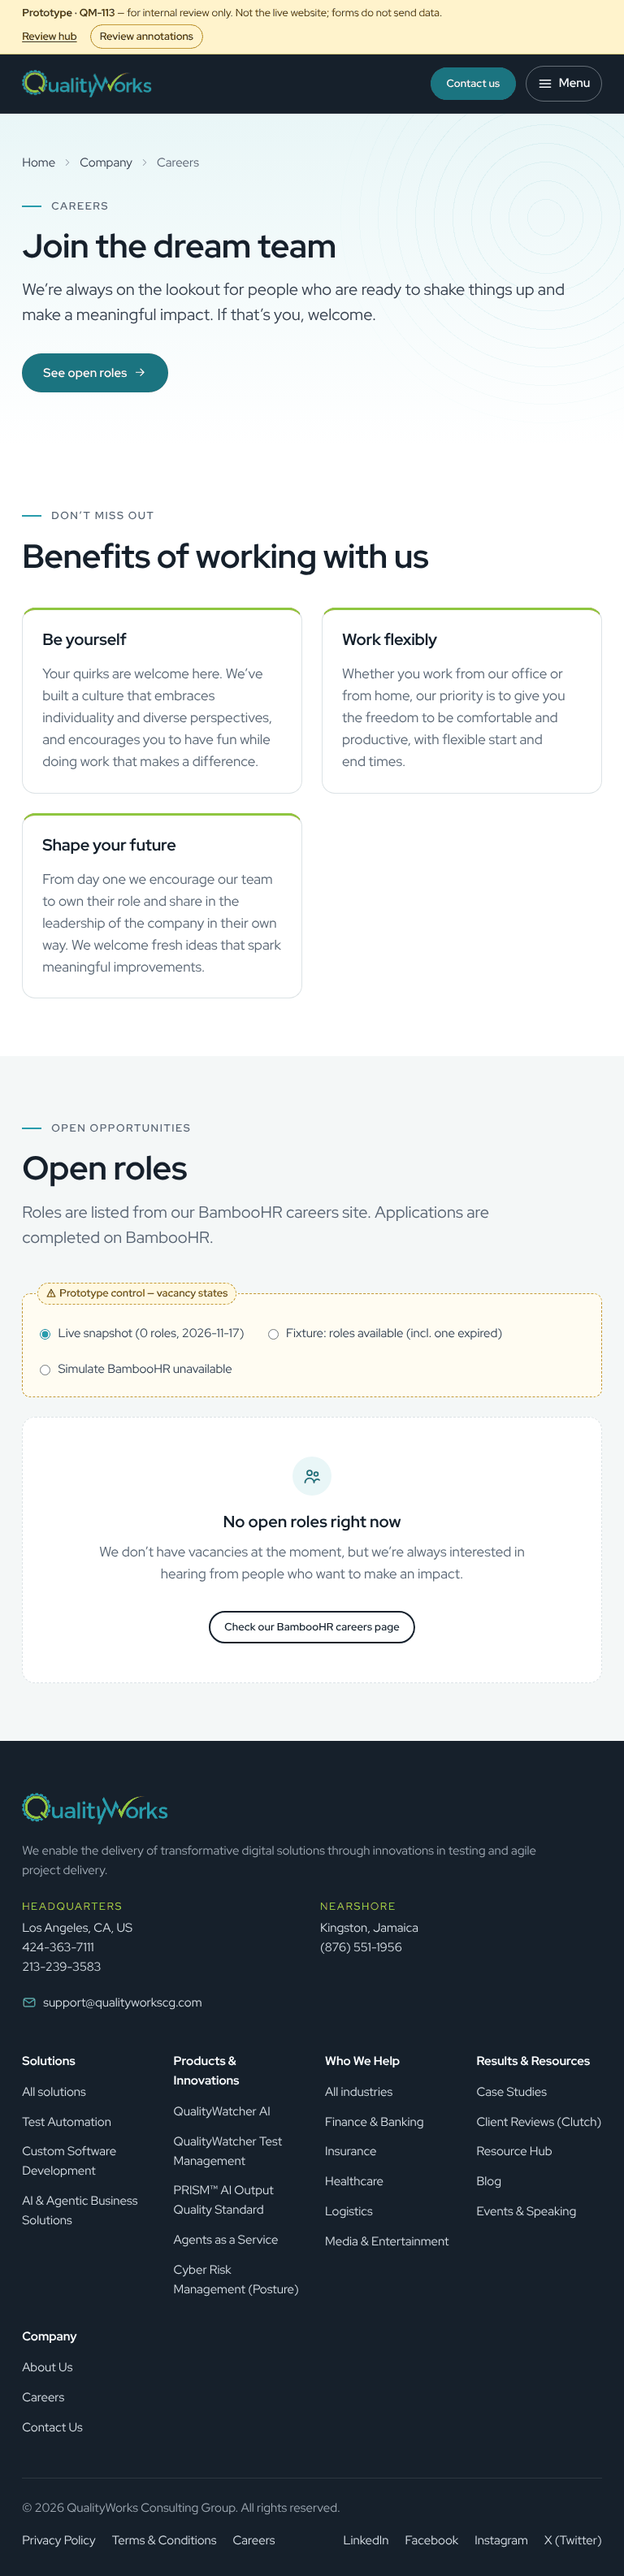 Prototype · QM-113 — for internal review only. Not the live website; forms do not send data.
Review hub Review annotations
QualityWorks Contact us Menu
Home > Company > Careers
CAREERS
Join the dream team
We're always on the lookout for people who are ready to shake things up and
make a meaningful impact. If that's you, welcome.
See open roles →
DON'T MISS OUT
Benefits of working with us
Be yourself
Your quirks are welcome here. We've
built a culture that embraces
individuality and diverse perspectives,
and encourages you to have fun while
doing work that makes a difference.
Work flexibly
Whether you work from our office or
from home, our priority is to give you
the freedom to be comfortable and
productive, with flexible start and
end times.
Shape your future
From day one we encourage our team
to own their role and share in the
leadership of the company in their own
way. We welcome fresh ideas that spark
meaningful improvements.
OPEN OPPORTUNITIES
Open roles
Roles are listed from our BambooHR careers site. Applications are
completed on BambooHR.
⚠ Prototype control — vacancy states
Live snapshot (0 roles, 2026-11-17) Fixture: roles available (incl. one expired)
Simulate BambooHR unavailable
No open roles right now
We don't have vacancies at the moment, but we're always interested in
hearing from people who want to make an impact.
Check our BambooHR careers page
QualityWorks
We enable the delivery of transformative digital solutions through innovations in testing and agile
project delivery.
HEADQUARTERS
Los Angeles, CA, US
424-363-7111
213-239-3583
NEARSHORE
Kingston, Jamaica
(876) 551-1956
support@qualityworkscg.com
Solutions
All solutions
Test Automation
Custom Software
Development
AI & Agentic Business
Solutions
Products &
Innovations
QualityWatcher AI
QualityWatcher Test
Management
PRISM™ AI Output
Quality Standard
Agents as a Service
Cyber Risk
Management (Posture)
Who We Help
All industries
Finance & Banking
Insurance
Healthcare
Logistics
Media & Entertainment
Results & Resources
Case Studies
Client Reviews (Clutch)
Resource Hub
Blog
Events & Speaking
Company
About Us
Careers
Contact Us
© 2026 QualityWorks Consulting Group. All rights reserved.
Privacy Policy Terms & Conditions Careers LinkedIn Facebook Instagram X (Twitter)